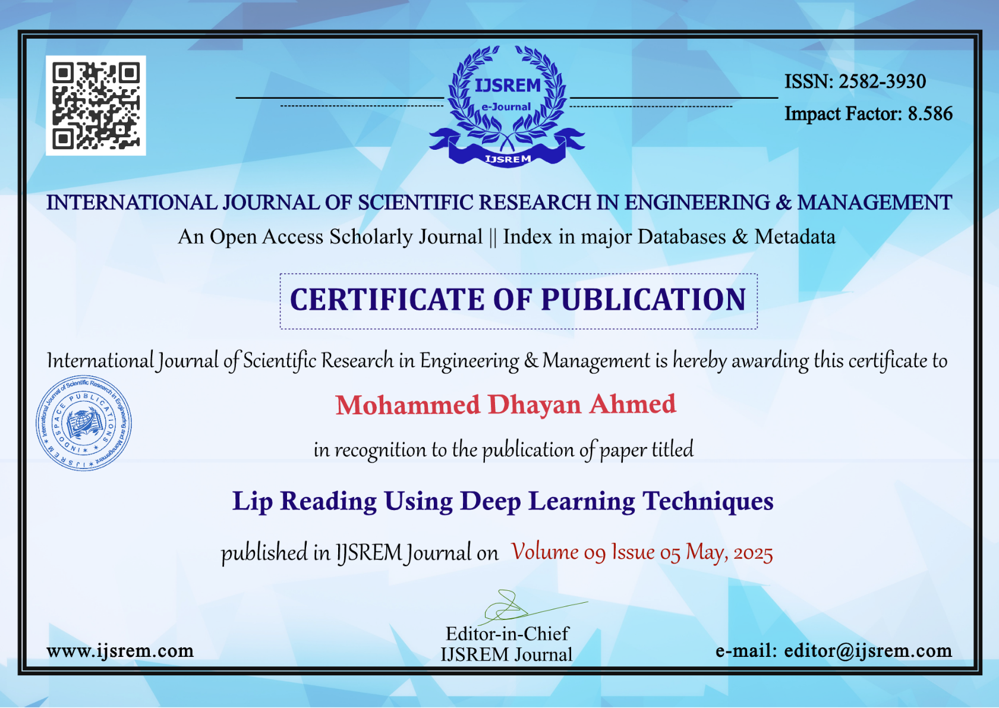 IJSREM
e-Journal
IJSREM
ISSN: 2582-3930
Impact Factor: 8.586
INTERNATIONAL JOURNAL OF SCIENTIFIC RESEARCH IN ENGINEERING & MANAGEMENT
An Open Access Scholarly Journal || Index in major Databases & Metadata
CERTIFICATE OF PUBLICATION
International Journal of Scientific Research in Engineering & Management is hereby awarding this certificate to
International Journal of Scientific Research in Engineering and Management
* IJSREM *
INDOSPACE PUBLICATIONS
Mohammed Dhayan Ahmed
in recognition to the publication of paper titled
Lip Reading Using Deep Learning Techniques
published in IJSREM Journal on Volume 09 Issue 05 May, 2025
Editor-in-Chief
IJSREM Journal
www.ijsrem.com
e-mail: editor@ijsrem.com